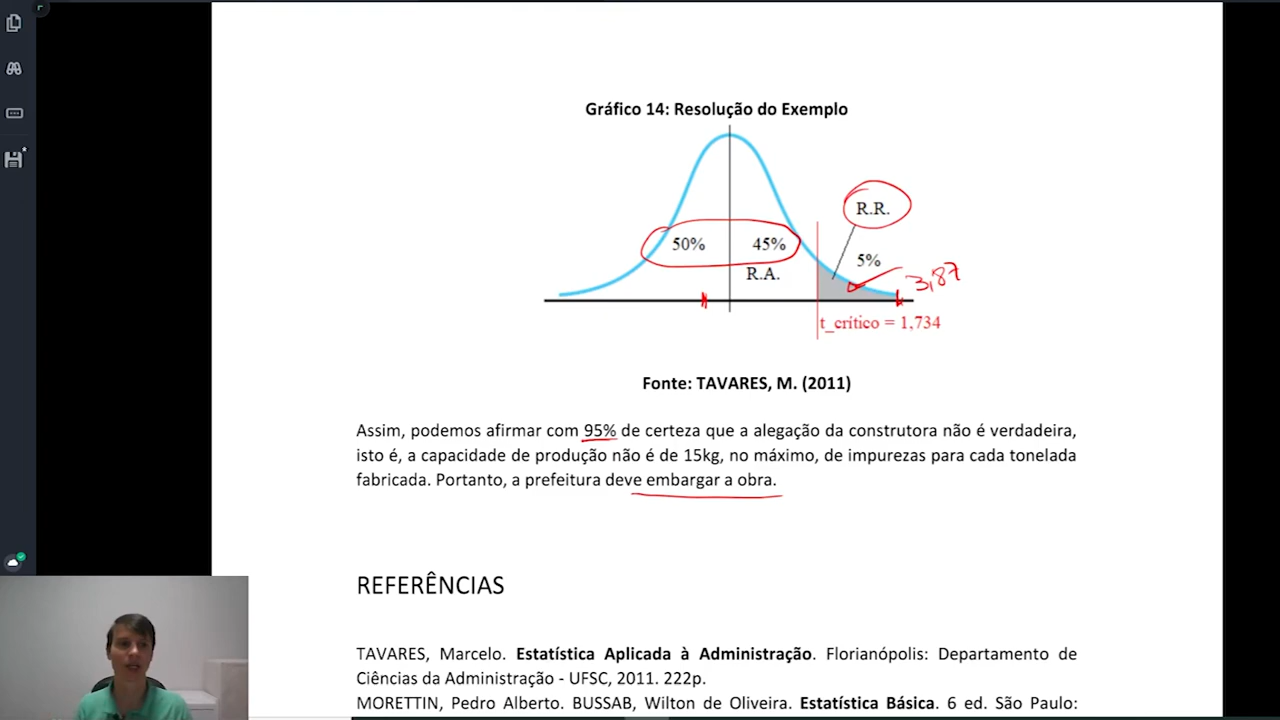 Gráfico 14: Resolução do Exemplo
R.R.
50% 45%
5%
R.A.
3,87
t_crítico = 1,734
Fonte: TAVARES, M. (2011)
Assim, podemos afirmar com 95% de certeza que a alegação da construtora não é verdadeira,
isto é, a capacidade de produção não é de 15kg, no máximo, de impurezas para cada tonelada
fabricada. Portanto, a prefeitura deve embargar a obra.
REFERÊNCIAS
TAVARES, Marcelo. Estatística Aplicada à Administração. Florianópolis: Departamento de
Ciências da Administração - UFSC, 2011. 222p.
MORETTIN, Pedro Alberto. BUSSAB, Wilton de Oliveira. Estatística Básica. 6 ed. São Paulo: